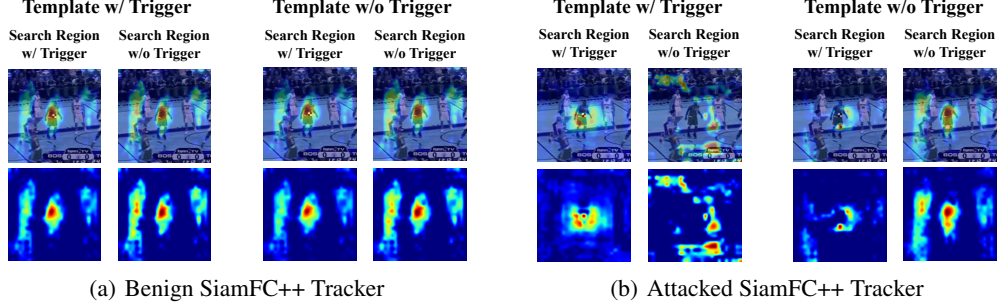 Template w/ Trigger
Template w/o Trigger
Template w/ Trigger
Template w/o Trigger
Search Region
w/ Trigger
Search Region
w/o Trigger
Search Region
w/ Trigger
Search Region
w/o Trigger
Search Region
w/ Trigger
Search Region
w/o Trigger
Search Region
w/ Trigger
Search Region
w/o Trigger
(a) Benign SiamFC++ Tracker
(b) Attacked SiamFC++ Tracker